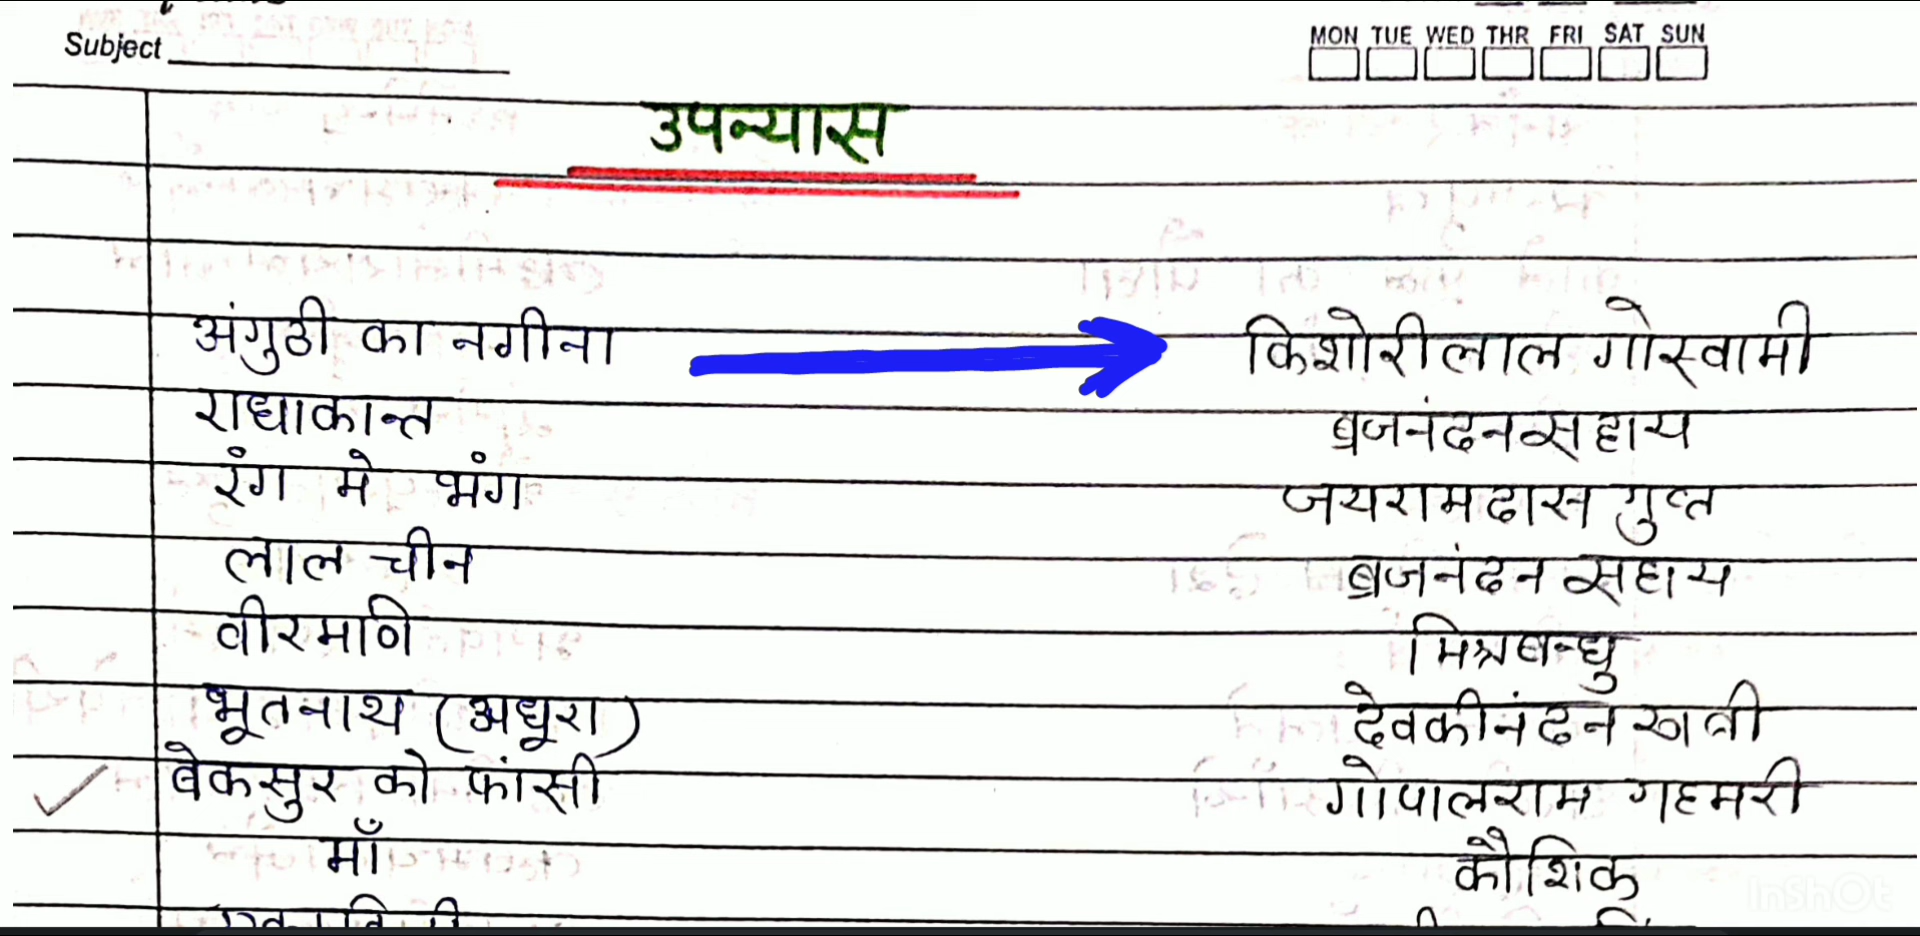 Subject
MON TUE WED THR FRI SAT SUN
उपन्यास
अंगुठी का नगीना किशोरीलाल गोस्वामी
राधाकान्त ब्रजनंदनसहाय
रंग मे भंग जयरामदास गुप्त
लाल चीन ब्रजनंदन सहाय
वीरमणि मिश्रबन्धु
भूतनाथ (अधूरा) देवकीनंदन खत्री
बेकसुर को फांसी गोपालराम गहमरी
माँ कौशिक
InShOt